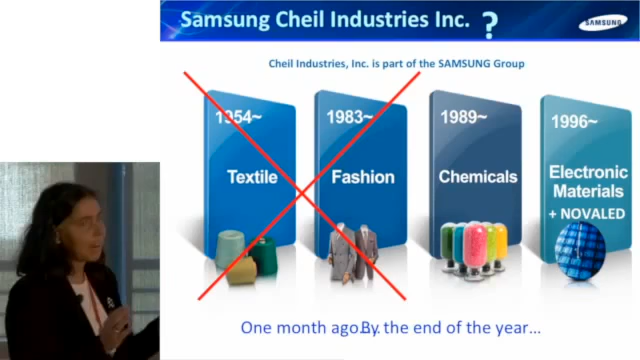 Samsung Cheil Industries Inc. ?
SAMSUNG
Cheil Industries, Inc. is part of the SAMSUNG Group
1954~
Textile
1983~
Fashion
1989~
Chemicals
1996~
Electronic
Materials
+ NOVALED
One month ago.By. the end of the year…